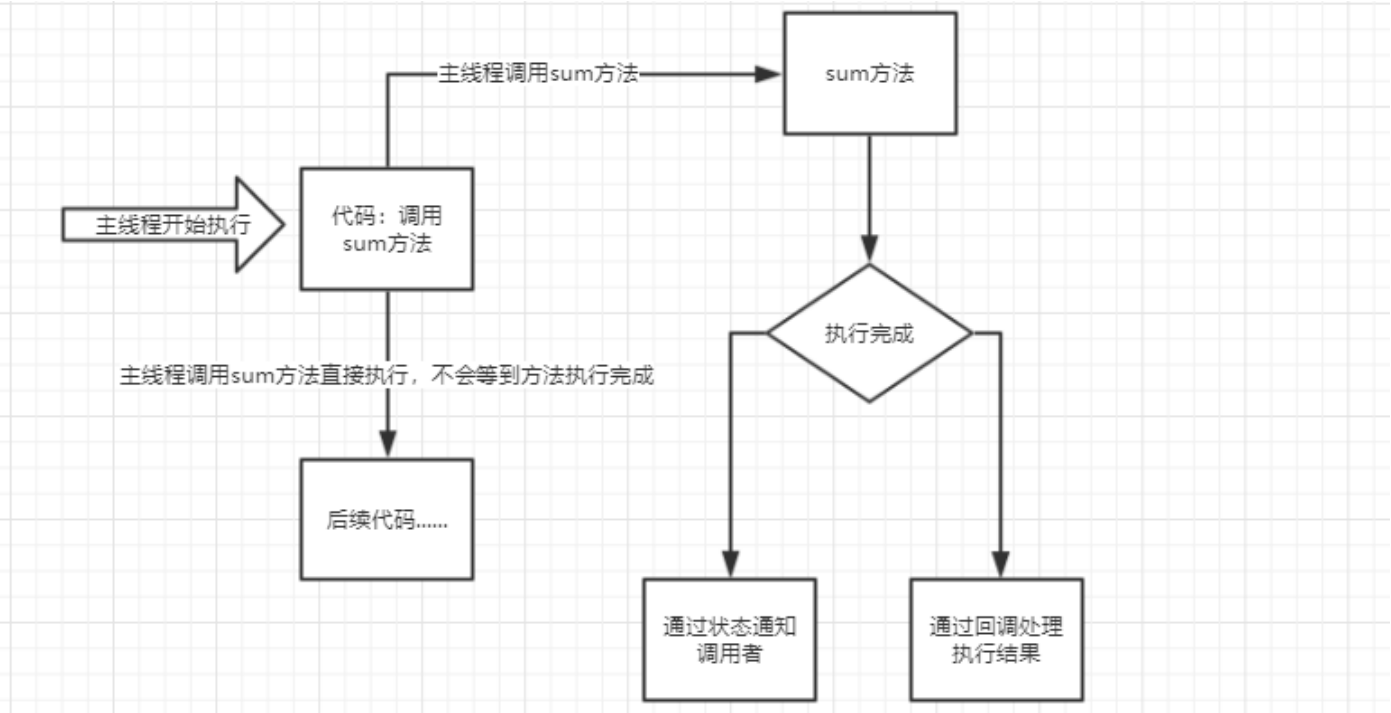 主线程调用sum方法
sum方法
主线程开始执行
代码：调用
sum方法
执行完成
主线程调用sum方法直接执行，不会等到方法执行完成
后续代码......
通过状态通知
调用者
通过回调处理
执行结果